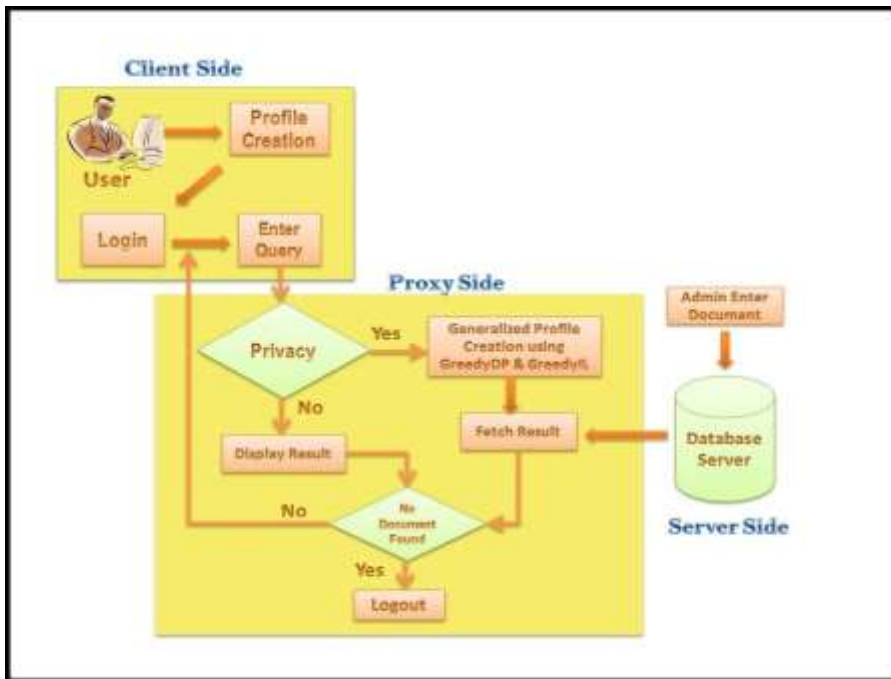 Client Side
Profile
Creation
User
Login
Enter
Query
Proxy Side
Admin Enter
Document
Privacy
Yes
Generalized Profile
Creation using
GreedyDP & GreedyIL
No
Fetch Result
Display Result
Database
Server
No
No
Document
Found
Server Side
Yes
Logout